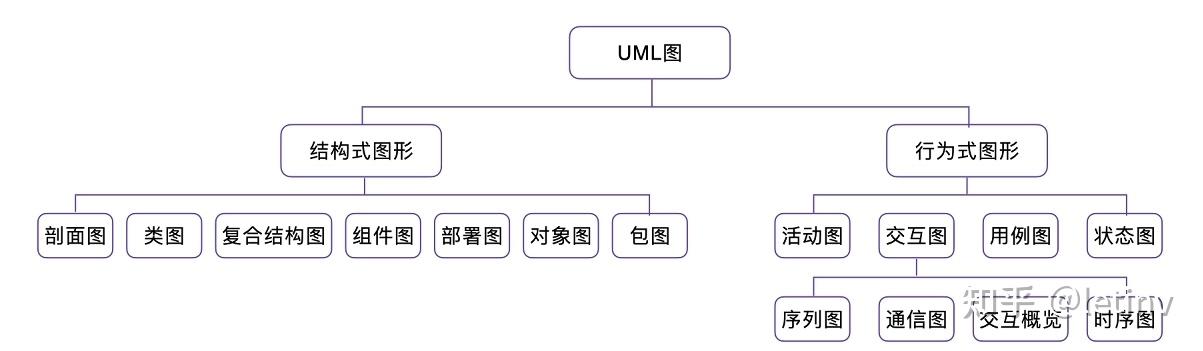 UML图
结构式图形
行为式图形
剖面图
类图
复合结构图
组件图
部署图
对象图
包图
活动图
交互图
用例图
状态图
序列图
通信图
交互概览
时序图
知乎 @letiny